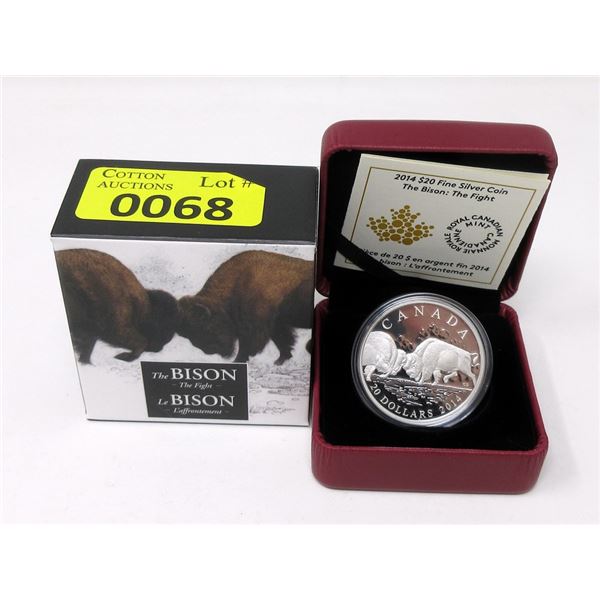 COTTON
AUCTIONS
Lot #
0068
The BISON
The Fight
Le BISON
L'affrontement
2014 $20 Fine Silver Coin
The Bison: The Fight
ROYAL CANADIAN MINT
MONNAIE ROYALE CANADIENNE
de 20 $ en argent fin 2014
bison : L'affrontement
CANADA
20 DOLLARS 2014